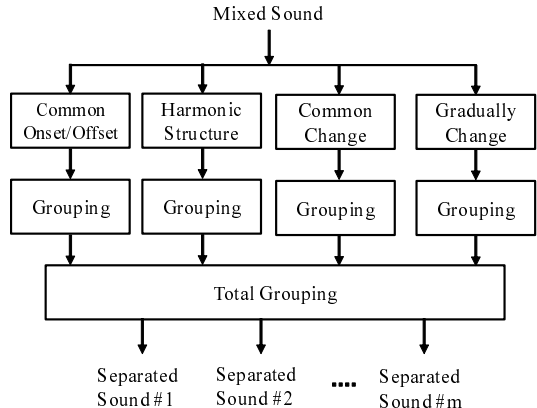 Mixed Sound
Common
Onset/Offset
Harmonic
Structure
Common
Change
Gradually
Change
Grouping
Grouping
Grouping
Grouping
Total Grouping
Separated
Sound #1
Separated
Sound #2
....
Separated
Sound #m